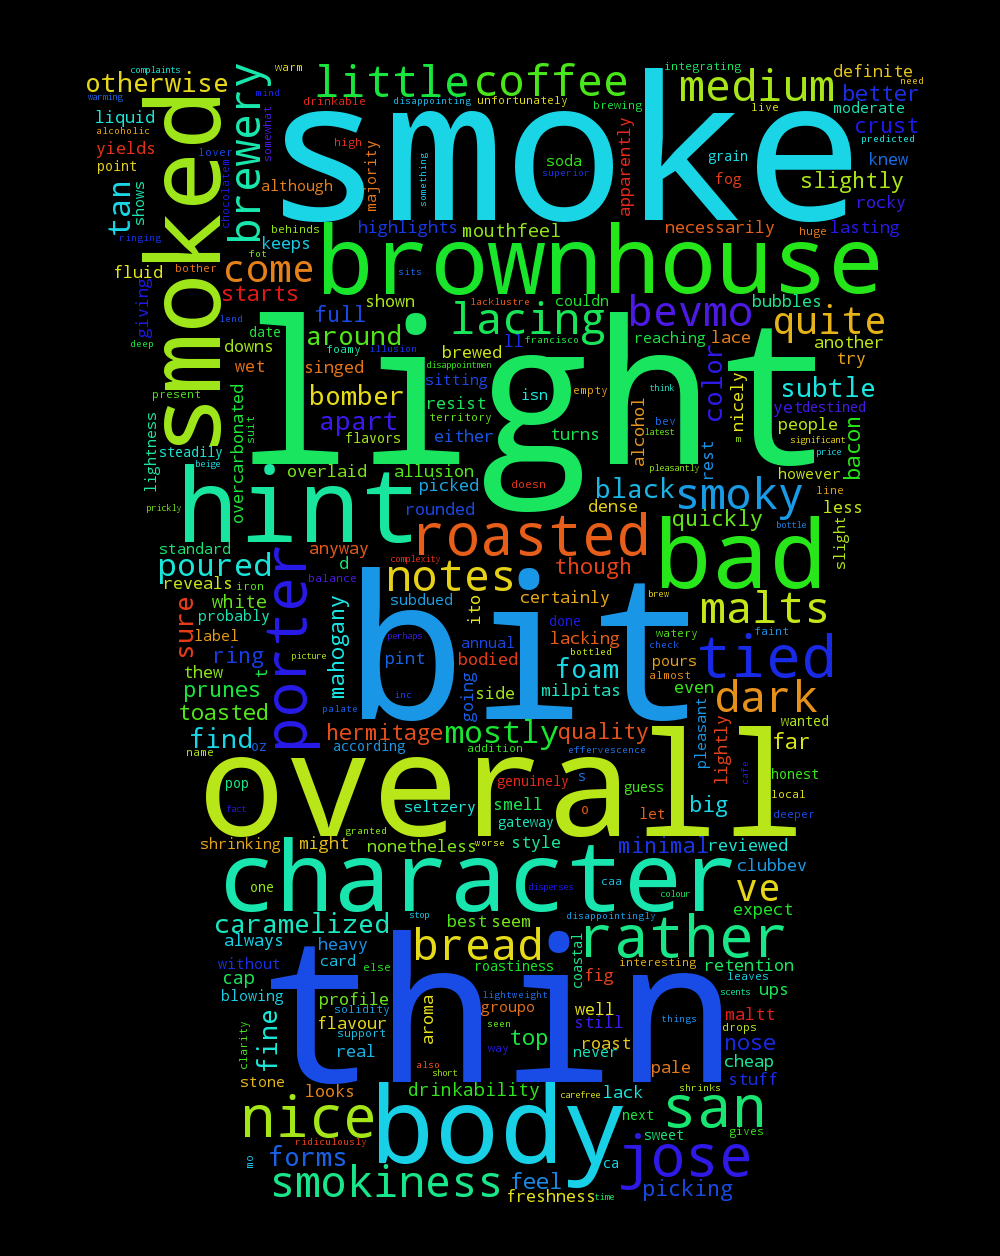 complaints
warm
integrating
otherwise
little
coffee
medium
definite
need
warming
mind
drinkable
disappointing
unfortunately
brewing
live
better
moderate
liquid
alcoholic
brewery
somewhat
smoke
crust
predicted
yields
lover
high
majority
something
soda
superior
apparently
grain
fog
knew
point
chocolatem
although
slightly
tan
shows
smoked
rocky
ringing
behinds
highlights
mouthfeel
necessarily
huge
lasting
keeps
fot
brownhouse
fluid
bother
come
sits
giving
starts
shown
lacklustre
couldn
bevmo
bubbles
full
lacing
quite
lend
date
around
ll
francisco
reaching
lace
another
deep
downs
foamy
illusion
brewed
disappointmen
light
color
try
wet
singed
sitting
isn
empty
think
subtle
present
overcarbonated
suit
bomber
resist
nicely
yet
destined
apart
territory
bev
people
flavors
either
turns
alcohol
latest
m
significant
lightness
steadily
price
bacon
beige
hint
overlaid
allusion
pleasantly
rest
however
picked
doesn
black
smoky
line
prickly
rounded
dense
less
roasted
quickly
bad
slight
standard
anyway
complexity
poured
d
though
porter
notes
reveals
iron
balance
bit
certainly
brew
white
subdued
ito
malts
sure
probably
mahogany
done
faint
label
perhaps
annual
lacking
watery
tied
ring
picture
pint
bodied
bottled
check
pours
thew
t
going
foam
almost
prunes
inc
side
milpitas
even
dark
toasted
palate
pleasant
wanted
find
hermitage
mostly
quality
lightly
far
oz
according
addition
effervescence
name
overall
cafe
honest
pop
genuinely
s
guess
local
fact
seltzery
smell
o
let
big
deeper
granted
gateway
shrinking
might
nonetheless
worse
style
minimal
reviewed
character
clubbev
one
disperses
caa
colour
ve
caramelized
stop
best
seem
disappointingly
expect
always
heavy
bread
rather
without
card
else
roastiness
coastal
interesting
retention
cap
fig
leaves
blowing
profile
lightweight
scents
ups
solidity
groupo
well
thin
things
maltt
flavour
aroma
seen
top
still
drops
clarity
fine
support
real
way
roast
never
nose
also
short
pale
cheap
stone
looks
drinkability
carefree
lack
shrinks
stuff
nice
body
next
san
gives
ridiculously
sweet
mo
forms
ca
jose
smokiness
feel
freshness
time
picking
bottle